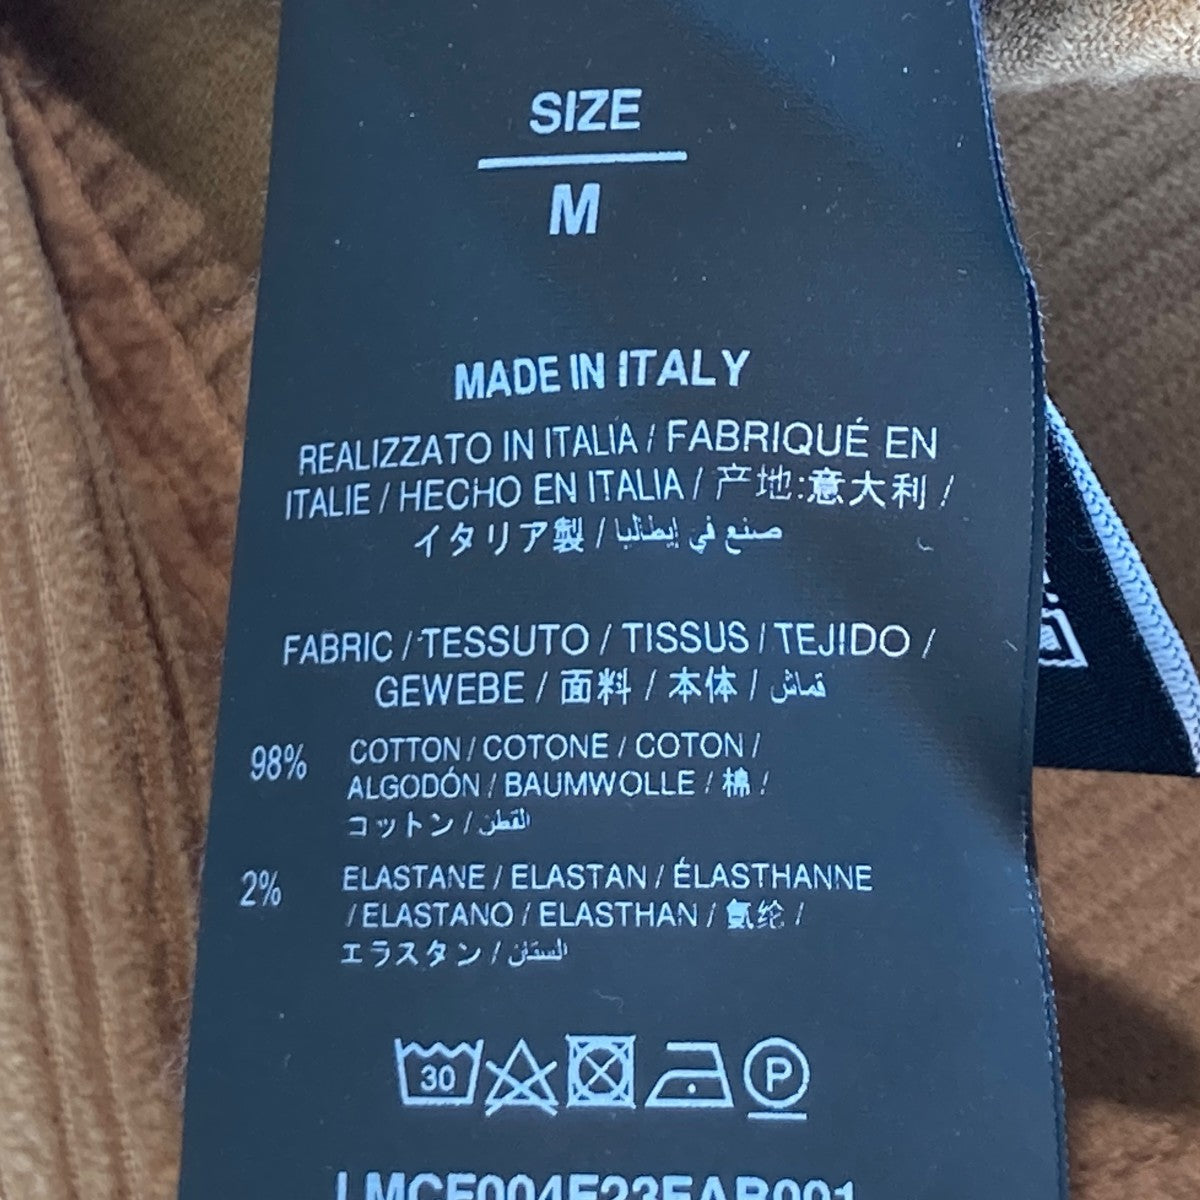 SIZE
M
MADE IN ITALY
REALIZZATO IN ITALIA / FABRIQUÉ EN
ITALIE / HECHO EN ITALIA / 产地:意大利 /
イタリア製 / صنع في إيطاليا
FABRIC / TESSUTO / TISSUS / TEJIDO /
GEWEBE / 面料 / 本体 / قماش
98% COTTON / COTONE / COTON /
ALGODÓN / BAUMWOLLE / 棉 /
コットン / القطن
2% ELASTANE / ELASTAN / ÉLASTHANNE
/ ELASTANO / ELASTHAN / 氨纶 /
エラスタン /
30 P
LMCF004F23FAB001